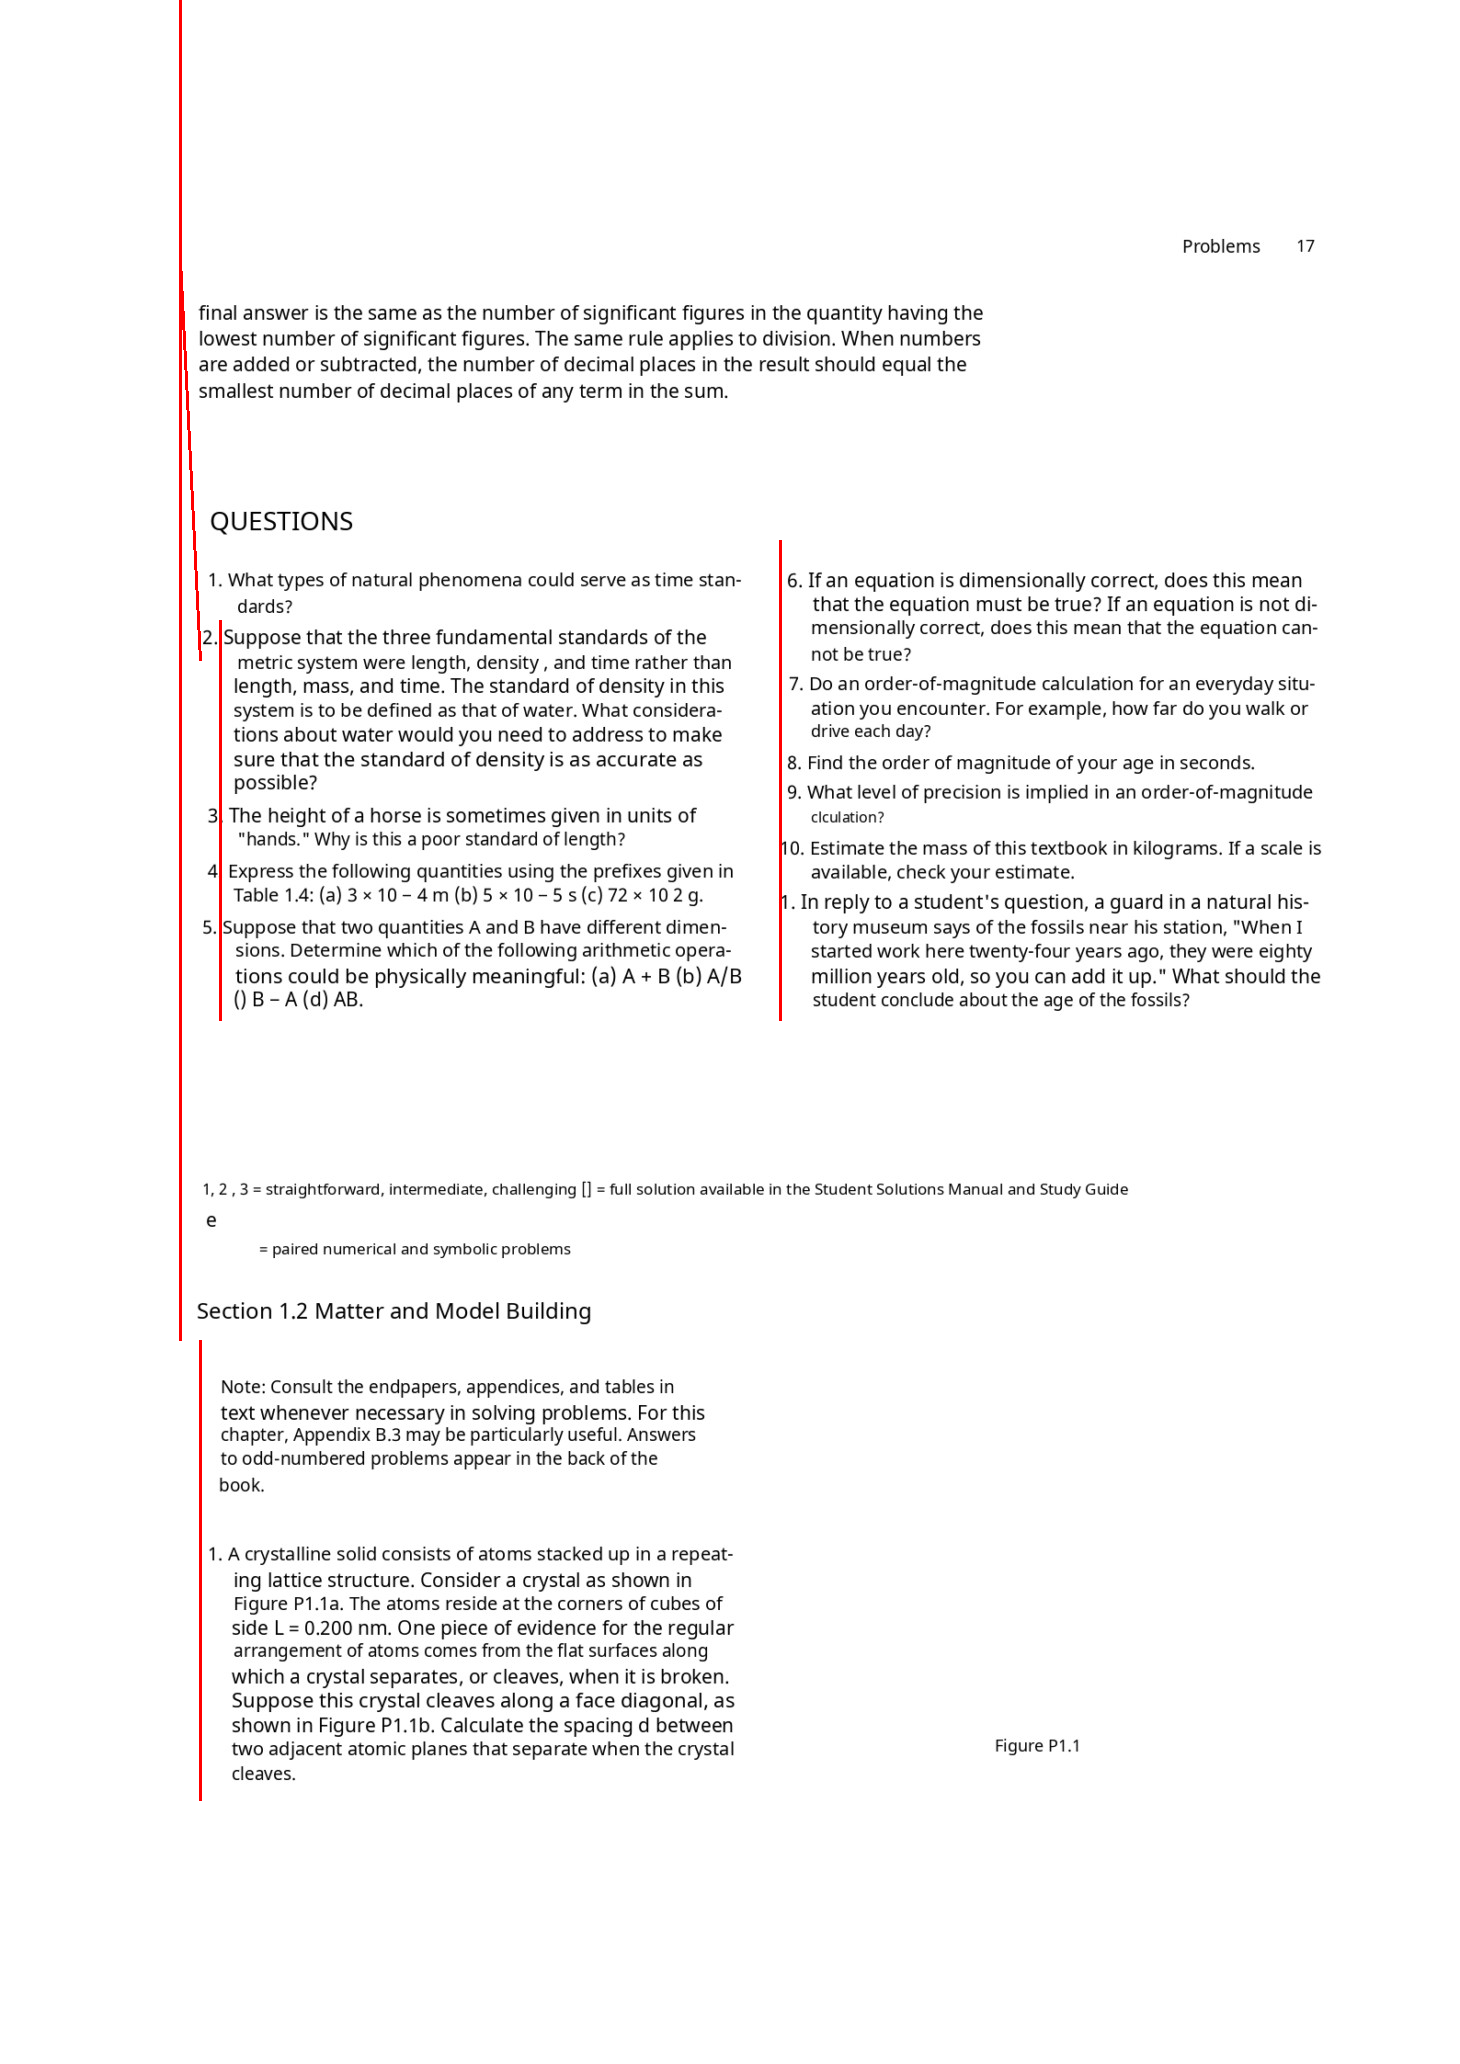 Problems 17
final answer is the same as the number of significant figures in the quantity having the
lowest number of significant figures. The same rule applies to division. When numbers
are added or subtracted, the number of decimal places in the result should equal the
smallest number of decimal places of any term in the sum.
QUESTIONS
1. What types of natural phenomena could serve as time stan-
dards?
2. Suppose that the three fundamental standards of the
metric system were length, density , and time rather than
length, mass, and time. The standard of density in this
system is to be defined as that of water. What considera-
tions about water would you need to address to make
sure that the standard of density is as accurate as
possible?
3. The height of a horse is sometimes given in units of
"hands." Why is this a poor standard of length?
4. Express the following quantities using the prefixes given in
Table 1.4: (a) 3 × 10 − 4 m (b) 5 × 10 − 5 s (c) 72 × 10 2 g.
5. Suppose that two quantities A and B have different dimen-
sions. Determine which of the following arithmetic opera-
tions could be physically meaningful: (a) A + B (b) A/B
() B − A (d) AB.
6. If an equation is dimensionally correct, does this mean
that the equation must be true? If an equation is not di-
mensionally correct, does this mean that the equation can-
not be true?
7. Do an order-of-magnitude calculation for an everyday situ-
ation you encounter. For example, how far do you walk or
drive each day?
8. Find the order of magnitude of your age in seconds.
9. What level of precision is implied in an order-of-magnitude
clculation?
10. Estimate the mass of this textbook in kilograms. If a scale is
available, check your estimate.
1. In reply to a student's question, a guard in a natural his-
tory museum says of the fossils near his station, "When I
started work here twenty-four years ago, they were eighty
million years old, so you can add it up." What should the
student conclude about the age of the fossils?
1, 2 , 3 = straightforward, intermediate, challenging [] = full solution available in the Student Solutions Manual and Study Guide
e
= paired numerical and symbolic problems
Section 1.2 Matter and Model Building
Note: Consult the endpapers, appendices, and tables in
text whenever necessary in solving problems. For this
chapter, Appendix B.3 may be particularly useful. Answers
to odd-numbered problems appear in the back of the
book.
1. A crystalline solid consists of atoms stacked up in a repeat-
ing lattice structure. Consider a crystal as shown in
Figure P1.1a. The atoms reside at the corners of cubes of
side L = 0.200 nm. One piece of evidence for the regular
arrangement of atoms comes from the flat surfaces along
which a crystal separates, or cleaves, when it is broken.
Suppose this crystal cleaves along a face diagonal, as
shown in Figure P1.1b. Calculate the spacing d between
two adjacent atomic planes that separate when the crystal
cleaves.
Figure P1.1